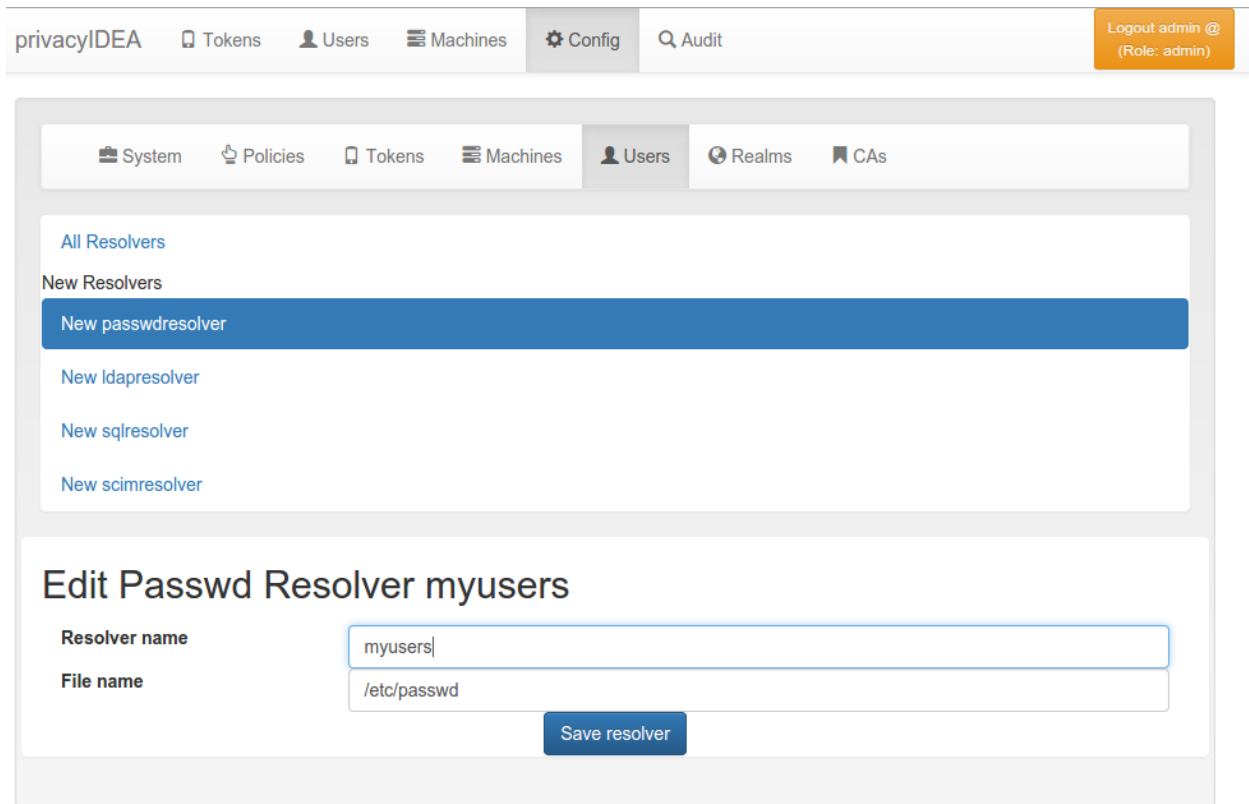 privacyIDEA Tokens Users Machines Config Audit Logout admin @
(Role: admin)
System Policies Tokens Machines Users Realms CAs
All Resolvers
New Resolvers
New passwdresolver
New ldapresolver
New sqlresolver
New scimresolver
Edit Passwd Resolver myusers
Resolver name myusers
File name /etc/passwd
Save resolver